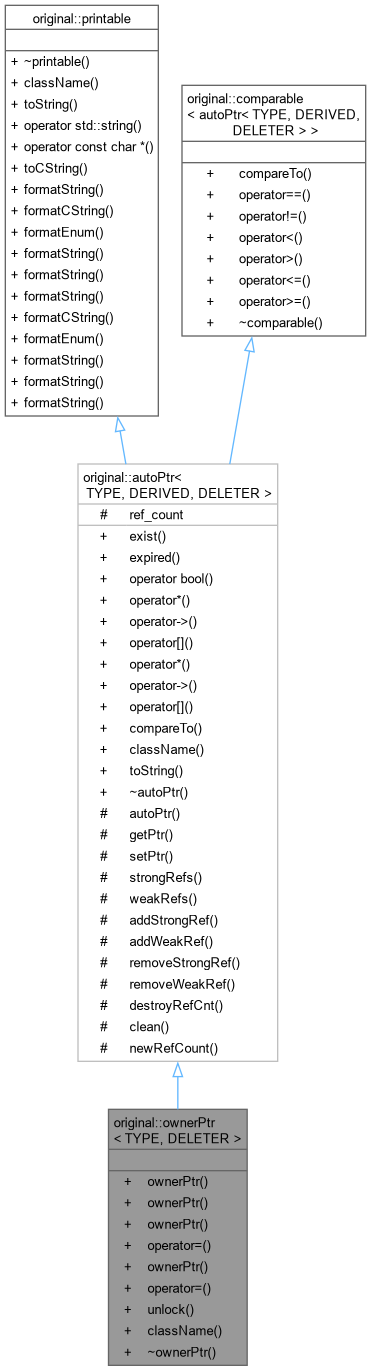 original::printable
+ ~printable()
+ className()
+ toString()
+ operator std::string()
+ operator const char *()
+ toCString()
+ formatString()
+ formatCString()
+ formatEnum()
+ formatString()
+ formatString()
+ formatString()
+ formatCString()
+ formatEnum()
+ formatString()
+ formatString()
+ formatString()
original::comparable
< autoPtr< TYPE, DERIVED,
DELETER > >
+ compareTo()
+ operator==()
+ operator!=()
+ operator<()
+ operator>()
+ operator<=()
+ operator>=()
+ ~comparable()
original::autoPtr<
TYPE, DERIVED, DELETER >
# ref_count
+ exist()
+ expired()
+ operator bool()
+ operator*()
+ operator->()
+ operator[]()
+ operator*()
+ operator->()
+ operator[]()
+ compareTo()
+ className()
+ toString()
+ ~autoPtr()
# autoPtr()
# getPtr()
# setPtr()
# strongRefs()
# weakRefs()
# addStrongRef()
# addWeakRef()
# removeStrongRef()
# removeWeakRef()
# destroyRefCnt()
# clean()
# newRefCount()
original::ownerPtr
< TYPE, DELETER >
+ ownerPtr()
+ ownerPtr()
+ ownerPtr()
+ operator=()
+ ownerPtr()
+ operator=()
+ unlock()
+ className()
+ ~ownerPtr()